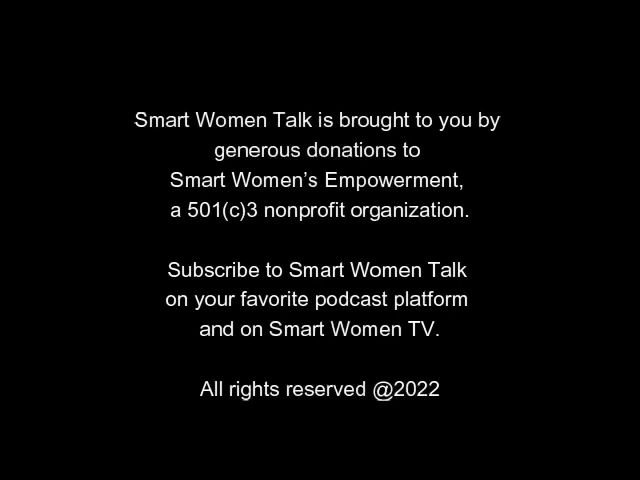 Smart Women Talk is brought to you by
generous donations to
Smart Women’s Empowerment,
a 501(c)3 nonprofit organization.
Subscribe to Smart Women Talk
on your favorite podcast platform
and on Smart Women TV.
All rights reserved @2022